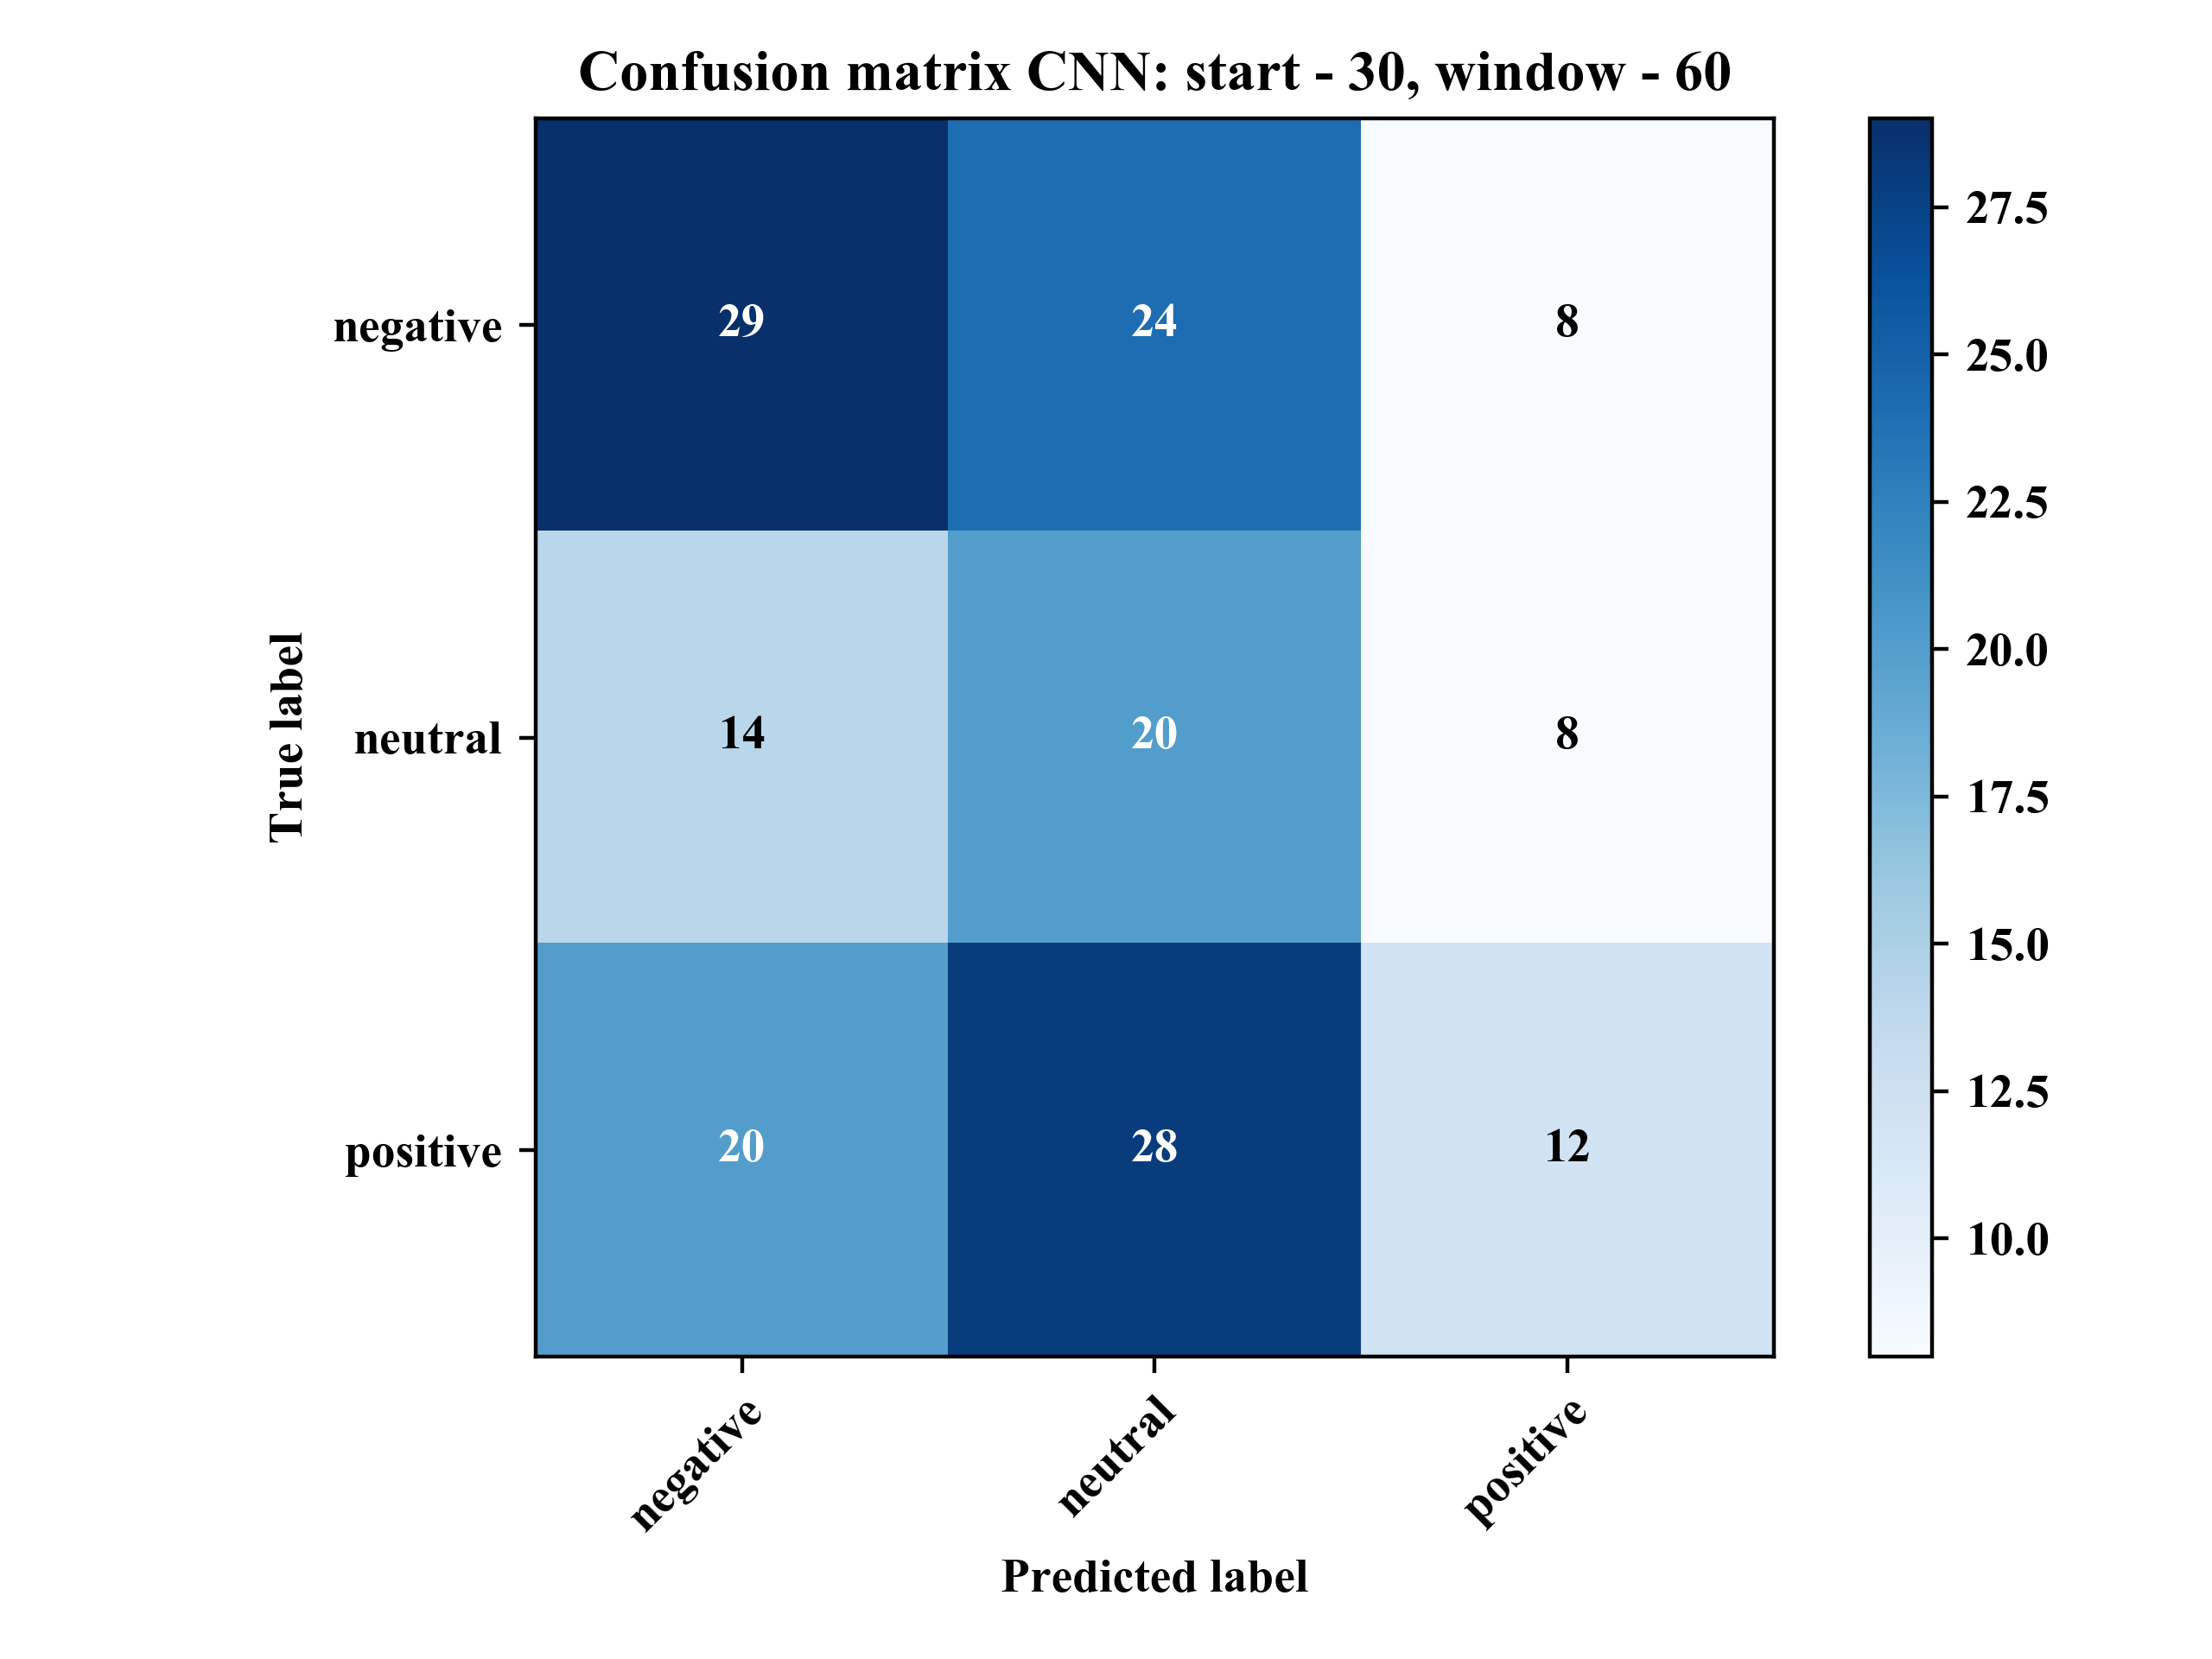 Confusion matrix CNN: start - 30, window - 60
True label
negative 29 24 8
neutral 14 20 8
positive 20 28 12
negative neutral positive
Predicted label
27.5
25.0
22.5
20.0
17.5
15.0
12.5
10.0